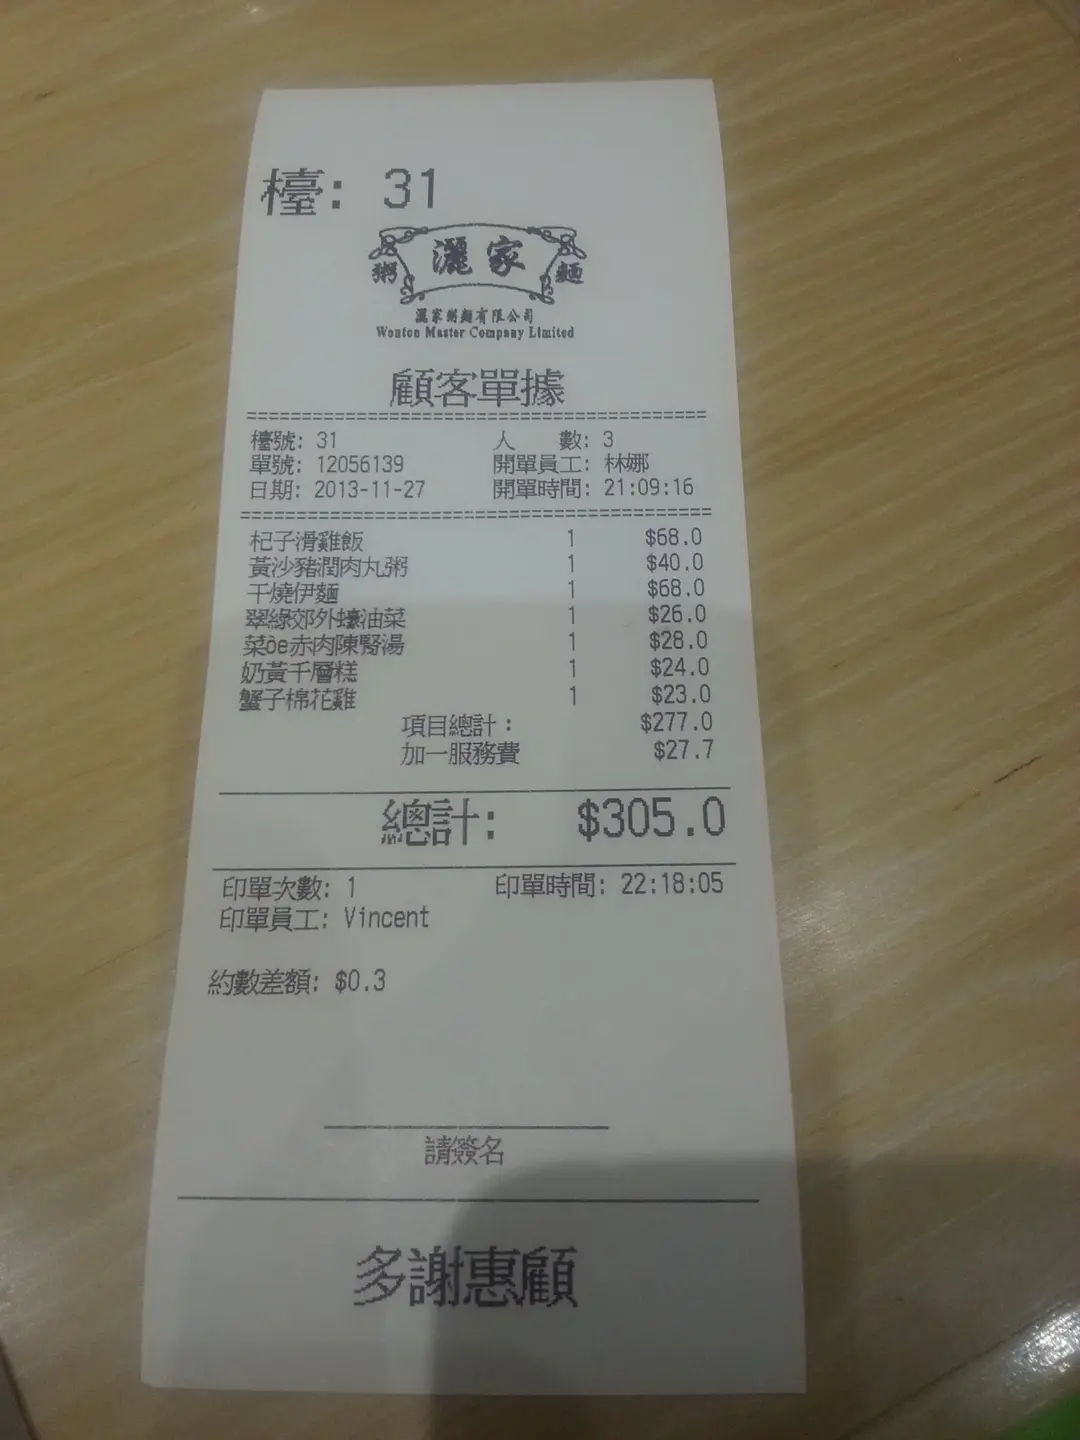 檯: 31
粥 灑家 麵
灑家粥麵有限公司
Wonton Master Company Limited
顧客單據
檯號: 31 人 數: 3
單號: 12056139 開單員工: 林娜
日期: 2013-11-27 開單時間: 21:09:16
杞子滑雞飯 1 $68.0
黃沙豬潤肉丸粥 1 $40.0
干燒伊麵 1 $68.0
翠綠郊外蠔油菜 1 $26.0
菜òe赤肉陳腎湯 1 $28.0
奶黃千層糕 1 $24.0
蟹子棉花雞 1 $23.0
項目總計: $277.0
加一服務費 $27.7
總計: $305.0
印單次數: 1 印單時間: 22:18:05
印單員工: Vincent
約數差額: $0.3
請簽名
多謝惠顧